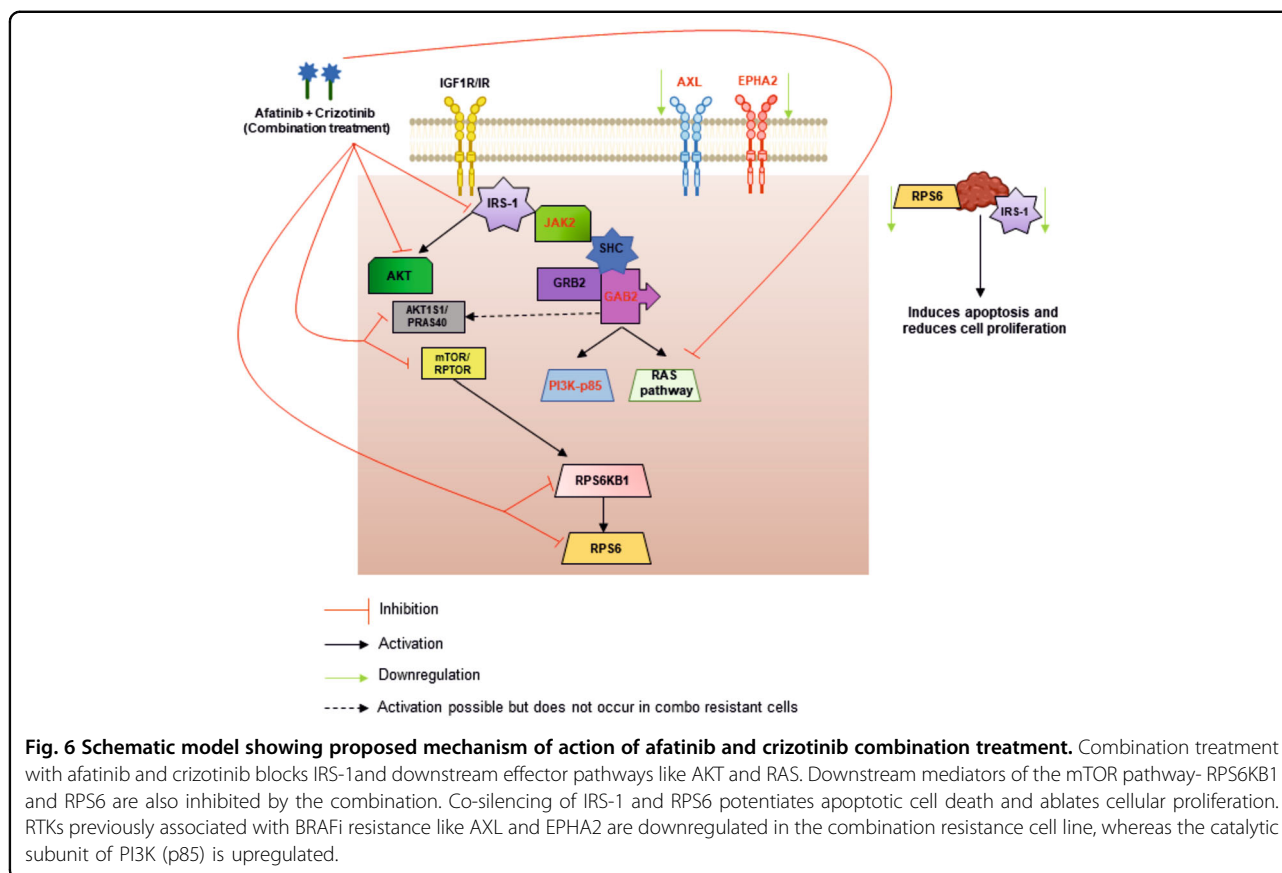 Afatinib + Crizotinib
(Combination treatment)
IGF1R/IR
AXL
EPHA2
IRS-1
JAK2
SHC
AKT
GRB2
GAB2
AKT1S1/
PRAS40
mTOR/
RPTOR
PI3K-p85
RAS
pathway
RPS6KB1
RPS6
RPS6
IRS-1
Induces apoptosis and
reduces cell proliferation
Inhibition
Activation
Downregulation
Activation possible but does not occur in combo resistant cells
Fig. 6 Schematic model showing proposed mechanism of action of afatinib and crizotinib combination treatment. Combination treatment
with afatinib and crizotinib blocks IRS-1and downstream effector pathways like AKT and RAS. Downstream mediators of the mTOR pathway- RPS6KB1
and RPS6 are also inhibited by the combination. Co-silencing of IRS-1 and RPS6 potentiates apoptotic cell death and ablates cellular proliferation.
RTKs previously associated with BRAFi resistance like AXL and EPHA2 are downregulated in the combination resistance cell line, whereas the catalytic
subunit of PI3K (p85) is upregulated.